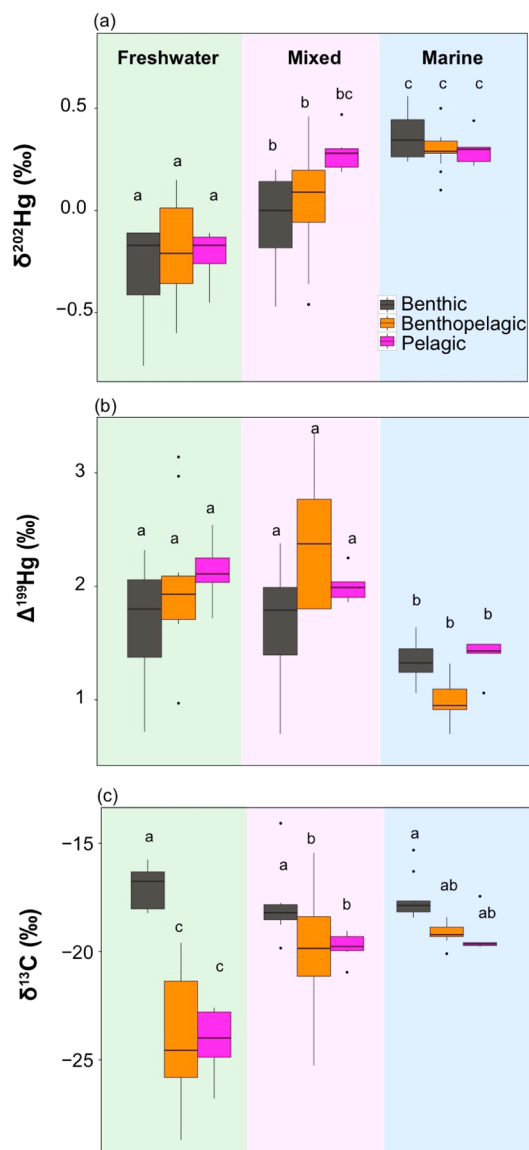 (a)
Freshwater Mixed Marine
δ²⁰²Hg (‰)
0.5
0.0
−0.5
a a a
b b bc
c c c
Benthic
Benthopelagic
Pelagic
(b)
Δ¹⁹⁹Hg (‰)
3
2
1
a a a
a a a
b b b
(c)
δ¹³C (‰)
−15
−20
−25
a c c
a b b
a ab ab